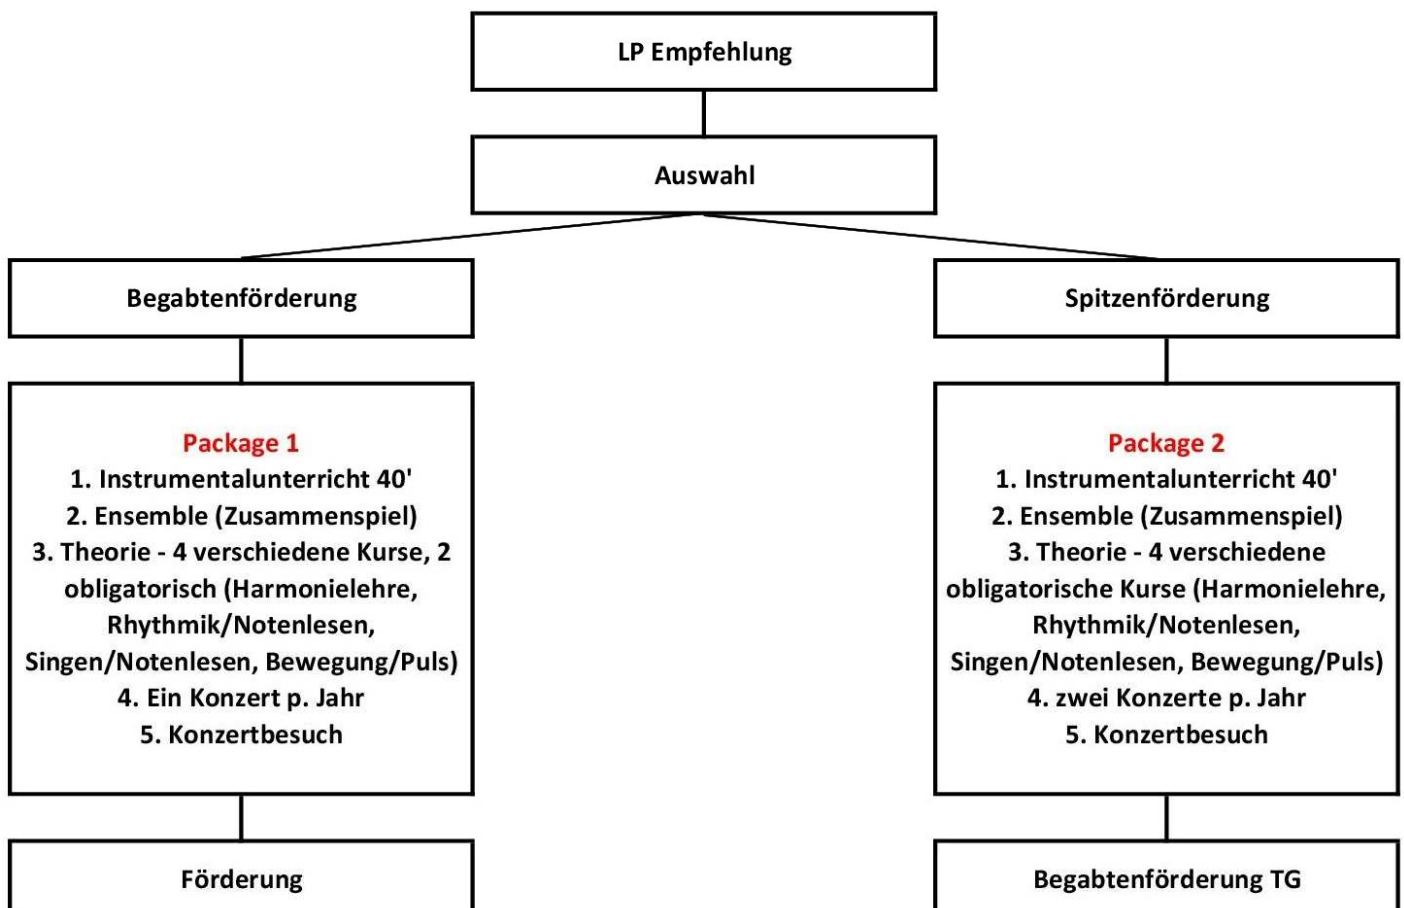 LP Empfehlung
Auswahl
Begabtenförderung
Spitzenförderung
Package 1
1. Instrumentalunterricht 40'
2. Ensemble (Zusammenspiel)
3. Theorie - 4 verschiedene Kurse, 2
obligatorisch (Harmonielehre,
Rhythmik/Notenlesen,
Singen/Notenlesen, Bewegung/Puls)
4. Ein Konzert p. Jahr
5. Konzertbesuch
Package 2
1. Instrumentalunterricht 40'
2. Ensemble (Zusammenspiel)
3. Theorie - 4 verschiedene
obligatorische Kurse (Harmonielehre,
Rhythmik/Notenlesen,
Singen/Notenlesen, Bewegung/Puls)
4. zwei Konzerte p. Jahr
5. Konzertbesuch
Förderung
Begabtenförderung TG